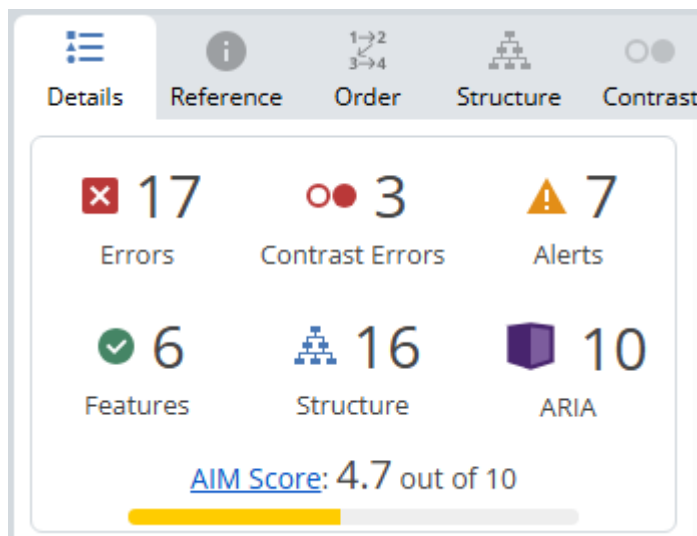 1→2
3→4
Details Reference Order Structure Contrast
17 3 7
Errors Contrast Errors Alerts
6 16 10
Features Structure ARIA
AIM Score: 4.7 out of 10